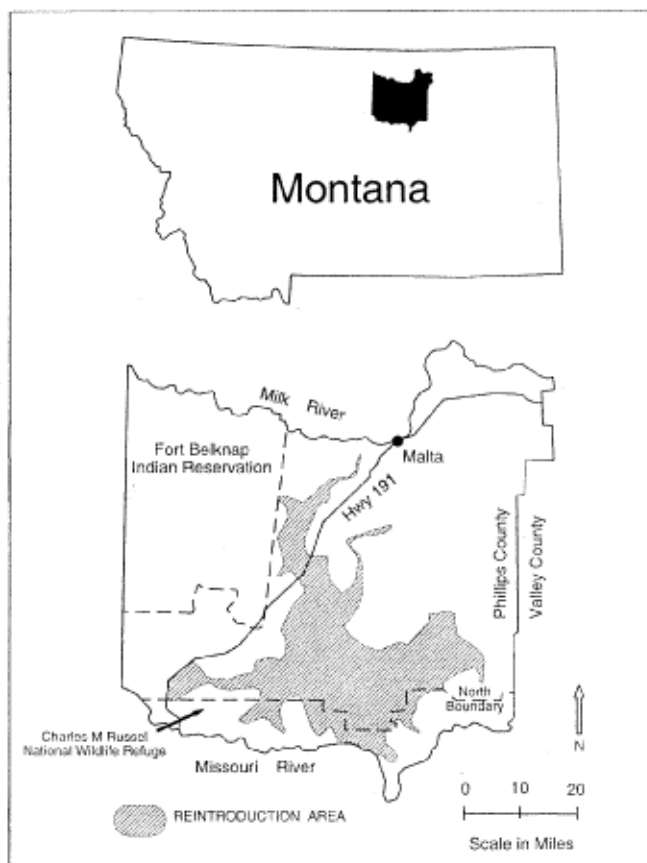 Montana
Milk River
Fort Belknap
Indian Reservation
Malta
Hwy 191
Phillips County
Valley County
North
Boundary
Charles M Russel
National Wildlife Refuge
Missouri River
N
REINTRODUCTION AREA
0 10 20
Scale in Miles